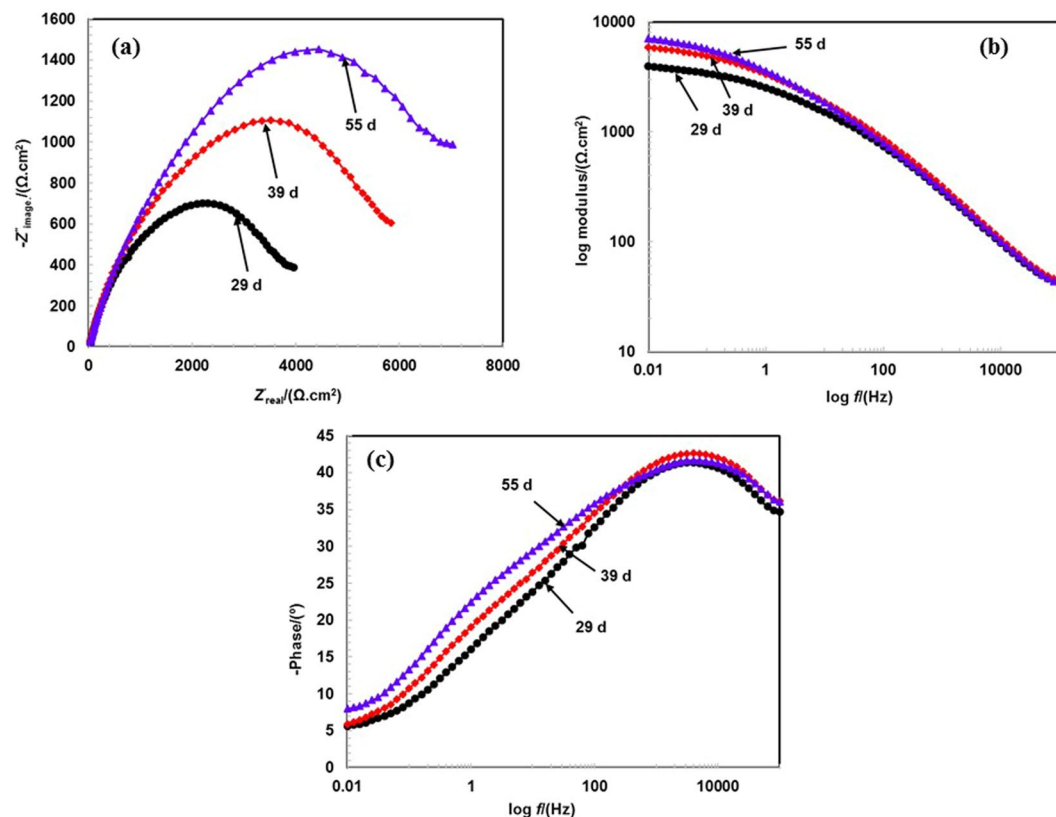 (a)
1600
1400
1200
1000
800
600
400
200
0
55 d
39 d
29 d
0 2000 4000 6000 8000
-Z''image./(Ω.cm²)
Z'real/(Ω.cm²)
(b)
10000
1000
100
10
55 d
39 d
29 d
0.01 1 100 10000
log modulus/(Ω.cm²)
log f/(Hz)
(c)
45
40
35
30
25
20
15
10
5
0
55 d
39 d
29 d
0.01 1 100 10000
-Phase/(°)
log f/(Hz)